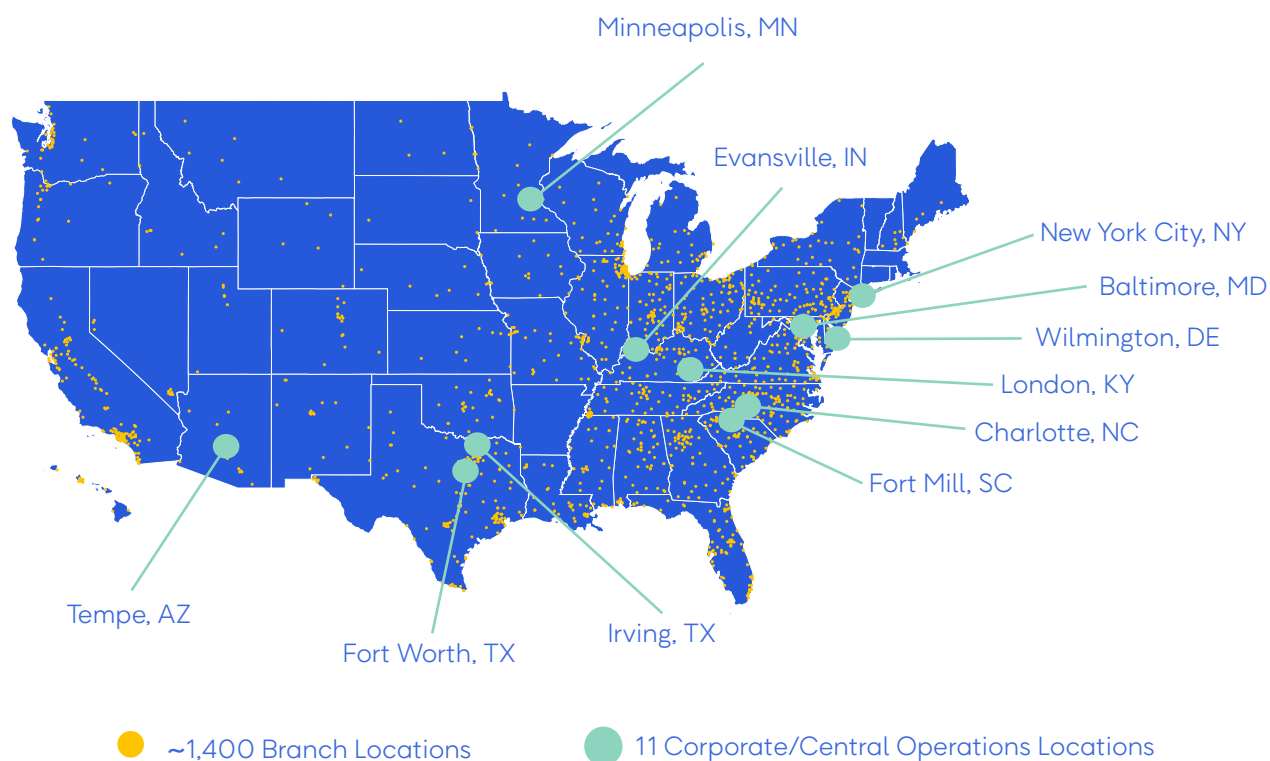 Minneapolis, MN
Evansville, IN
New York City, NY
Baltimore, MD
Wilmington, DE
London, KY
Charlotte, NC
Fort Mill, SC
Tempe, AZ
Irving, TX
Fort Worth, TX
~1,400 Branch Locations
11 Corporate/Central Operations Locations